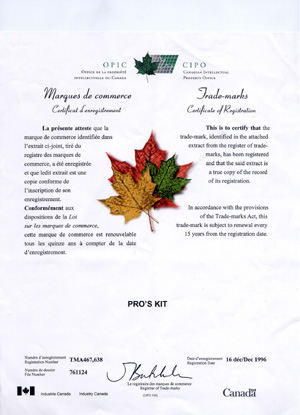 OPIC
OFFICE DE LA PROPRIÉTÉ
INTELLECTUELLE DU CANADA
CIPO
CANADIAN INTELLECTUAL
PROPERTY OFFICE
Marques de commerce
Certificat d'enregistrement
Trade-marks
Certificate of Registration
La présente atteste que la
marque de commerce identifiée dans
l'extrait ci-joint, tiré du
registre des marques de
commerce, a été enregistrée
et que ledit extrait est une
copie conforme de
l'inscription de son
enregistrement.
Conformément aux
dispositions de la Loi
sur les marques de commerce,
cette marque de commerce est renouvelable
tous les quinze ans à compter de la date
d'enregistrement.
This is to certify that the
trade-mark, identified in the attached
extract from the register of trade-
marks, has been registered
and that the said extract is
a true copy of the record
of its registration.
In accordance with the provisions
of the Trade-marks Act, this
trade-mark is subject to renewal every
15 years from the registration date.
PRO'S KIT
Numéro d'enregistrement
Registration Number
TMA467,638
Numéro de dossier
File Number
761124
Date d'enregistrement
Registration Date
16 déc/Dec 1996
Le registraire des marques de commerce
Registrar of Trade-marks
Industrie Canada
Industry Canada
Canada